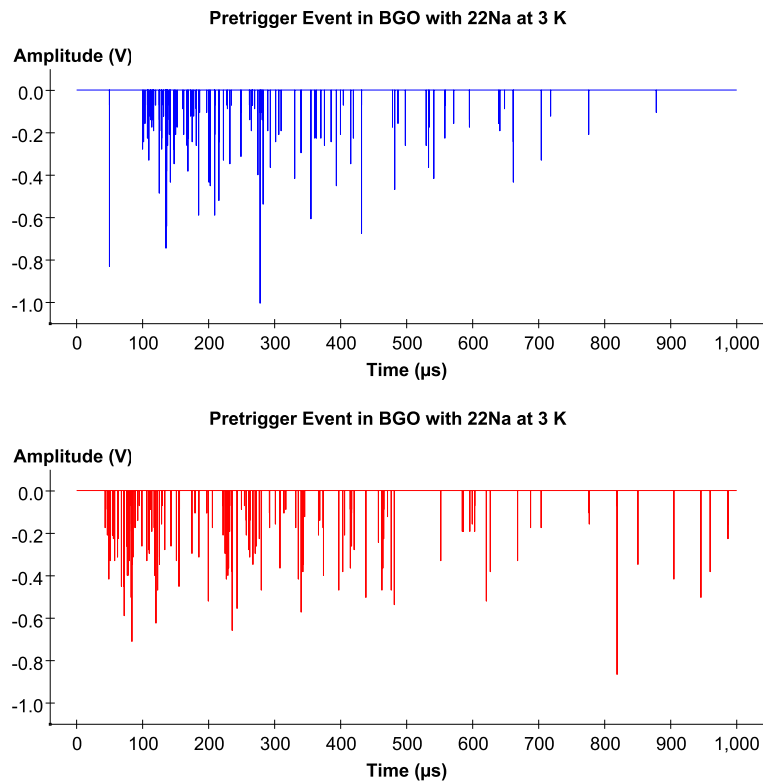 Pretrigger Event in BGO with 22Na at 3 K
Amplitude (V)
0.0
-0.2
-0.4
-0.6
-0.8
-1.0
0 100 200 300 400 500 600 700 800 900 1,000
Time (µs)
Pretrigger Event in BGO with 22Na at 3 K
Amplitude (V)
0.0
-0.2
-0.4
-0.6
-0.8
-1.0
0 100 200 300 400 500 600 700 800 900 1,000
Time (µs)